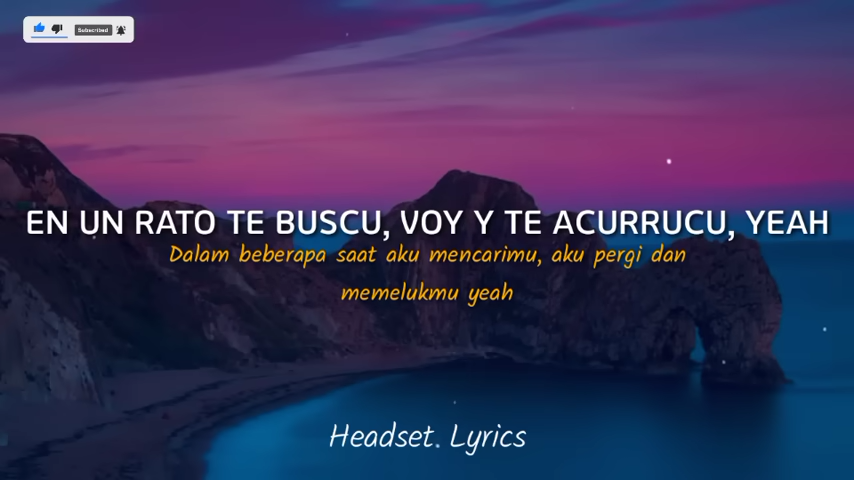 Subscribed
EN UN RATO TE BUSCU, VOY Y TE ACURRUCU, YEAH
Dalam beberapa saat aku mencarimu, aku pergi dan
memelukmu yeah
Headset. Lyrics